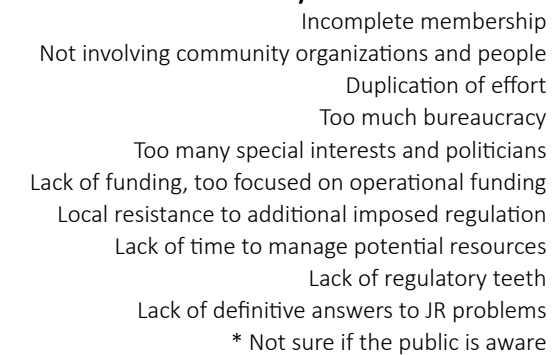 Incomplete membership
Not involving community organizations and people
Duplication of effort
Too much bureaucracy
Too many special interests and politicians
Lack of funding, too focused on operational funding
Local resistance to additional imposed regulation
Lack of time to manage potential resources
Lack of regulatory teeth
Lack of definitive answers to JR problems
* Not sure if the public is aware